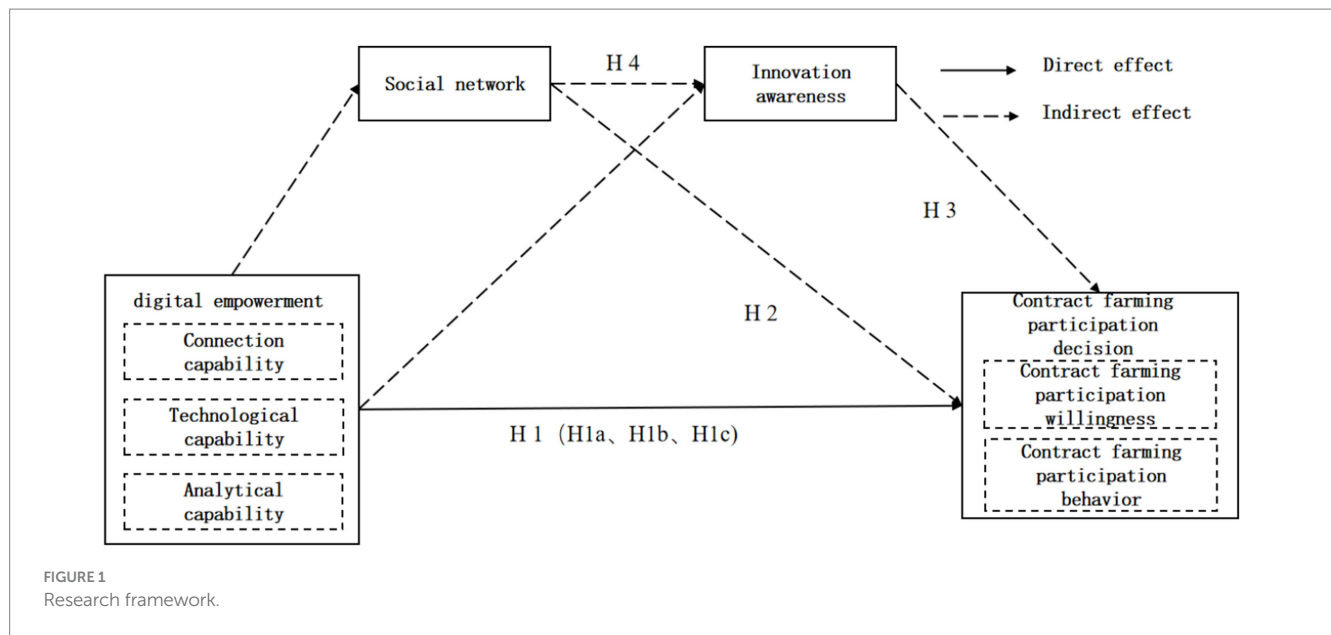 H 4
Social network
Innovation
awareness
Direct effect
Indirect effect
H 3
digital empowerment
Connection
capability
Technological
capability
Analytical
capability
H 2
Contract farming
participation
decision
Contract farming
participation
willingness
Contract farming
participation
behavior
H 1 (H1a、H1b、H1c)
FIGURE 1
Research framework.